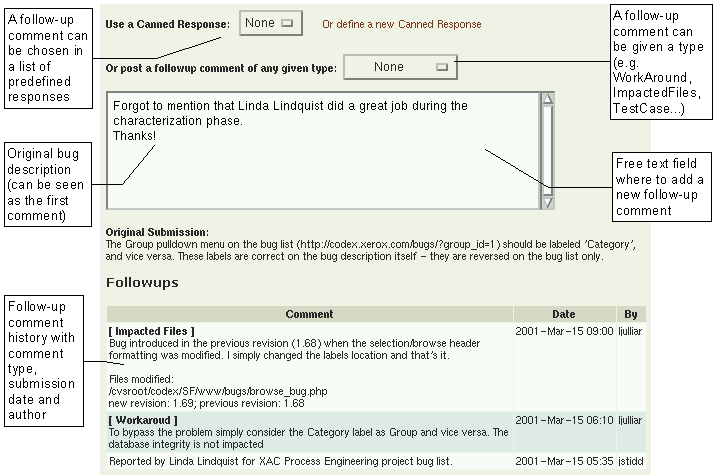 A follow-up
comment can
be chosen in
a list of
predefined
responses
Use a Canned Response: None Or define a new Canned Response
A follow-up
comment can
be given a type
(e.g.
WorkAround,
ImpactedFiles,
TestCase...)
Or post a followup comment of any given type: None
Forgot to mention that Linda Lindquist did a great job during the
characterization phase.
Thanks!
Original bug
description
(can be seen
as the first
comment)
Free text field
where to add a
new follow-up
comment
Original Submission:
The Group pulldown menu on the bug list (http://codex.xerox.com/bugs/?group_id=1) should be labeled 'Category',
and vice versa. These labels are correct on the bug description itself - they are reversed on the bug list only.
Followups
Follow-up
comment
history with
comment
type,
submission
date and
author
Comment Date By
[ Impacted Files ] 2001-Mar-15 09:00 ljulliar
Bug introduced in the previous revision (1.68) when the selection/browse header
formatting was modified. I simply changed the labels location and that's it.
Files modified:
/cvsroot/codex/SF/www/bugs/browse_bug.php
new revision: 1.69; previous revision: 1.68
[ Workaroud ] 2001-Mar-15 06:10 ljulliar
To bypass the problem simply consider the Category label as Group and vice versa. The
database integrity is not impacted
Reported by Linda Lindquist for XAC Process Engineering project bug list. 2001-Mar-15 05:35 jstidd